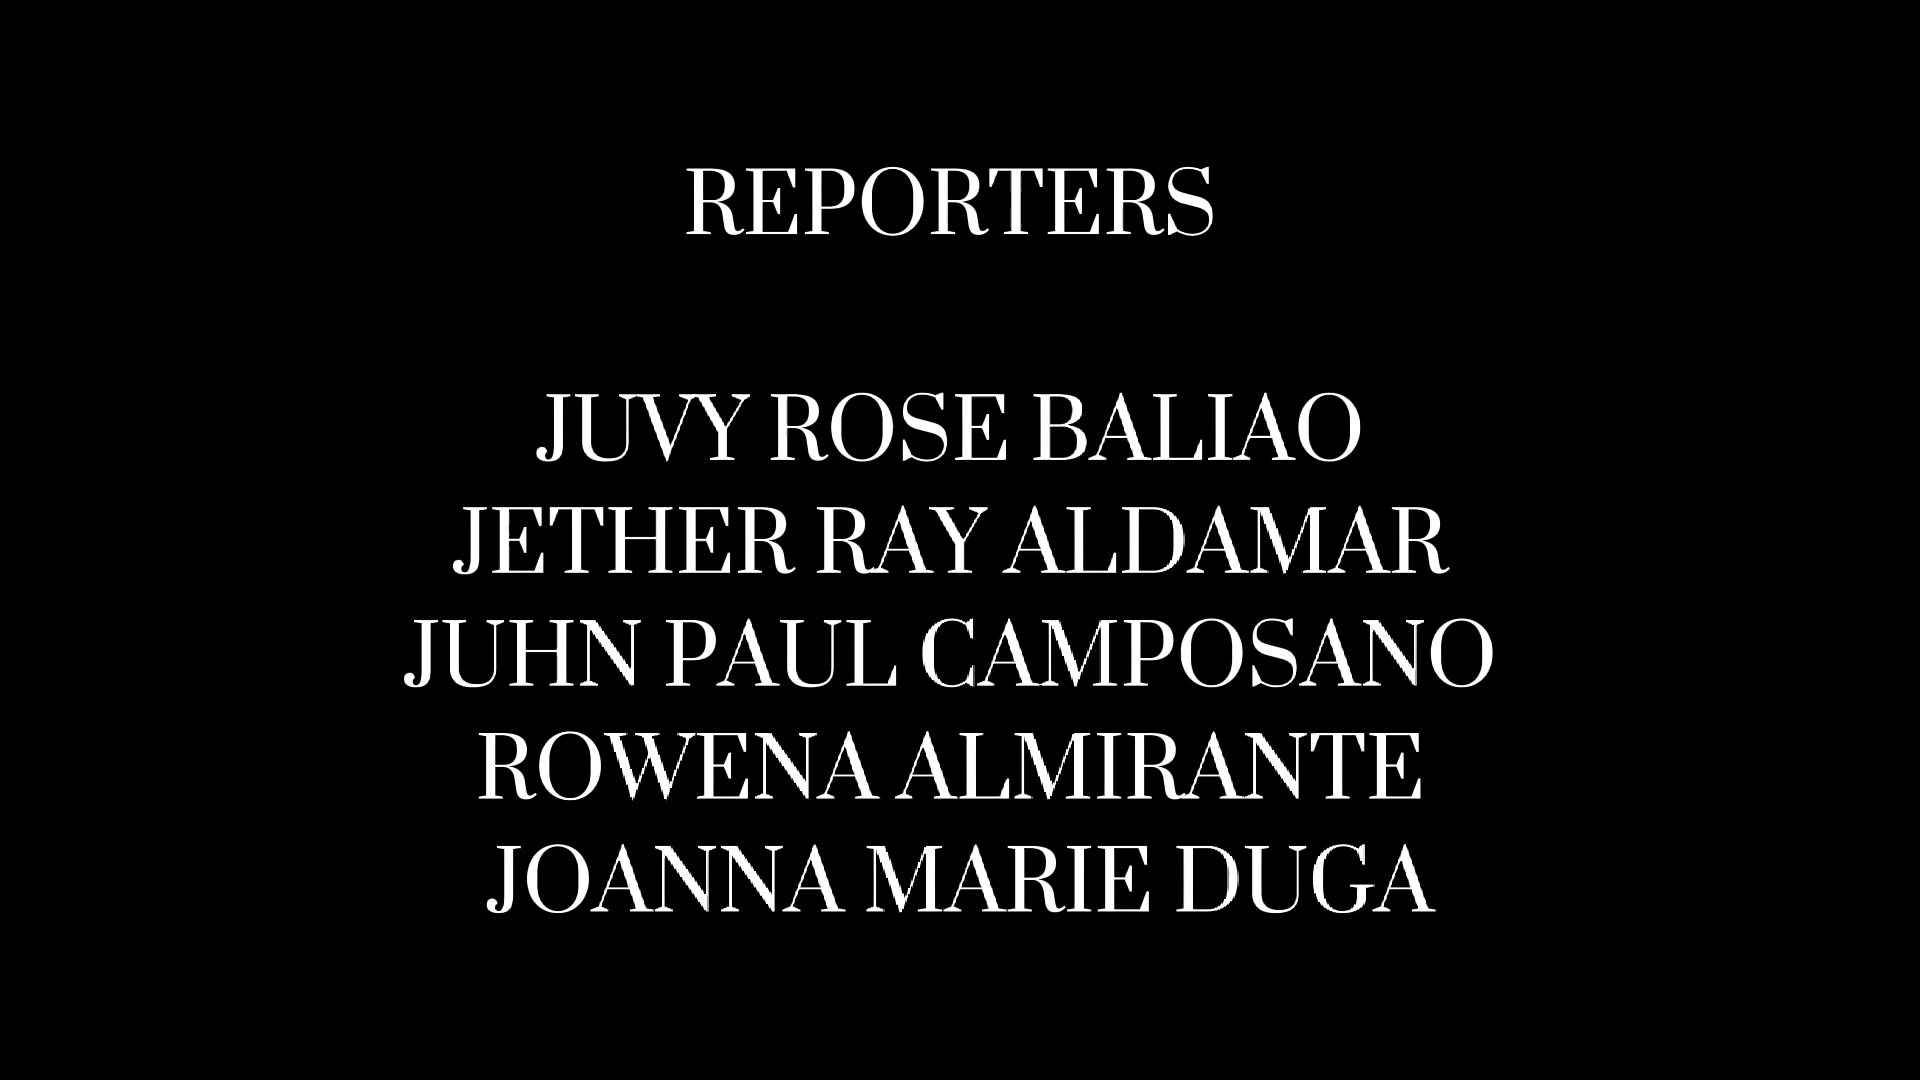 REPORTERS
JUVY ROSE BALIAO
JETHER RAY ALDAMAR
JUHN PAUL CAMPOSANO
ROWENA ALMIRANTE
JOANNA MARIE DUGA